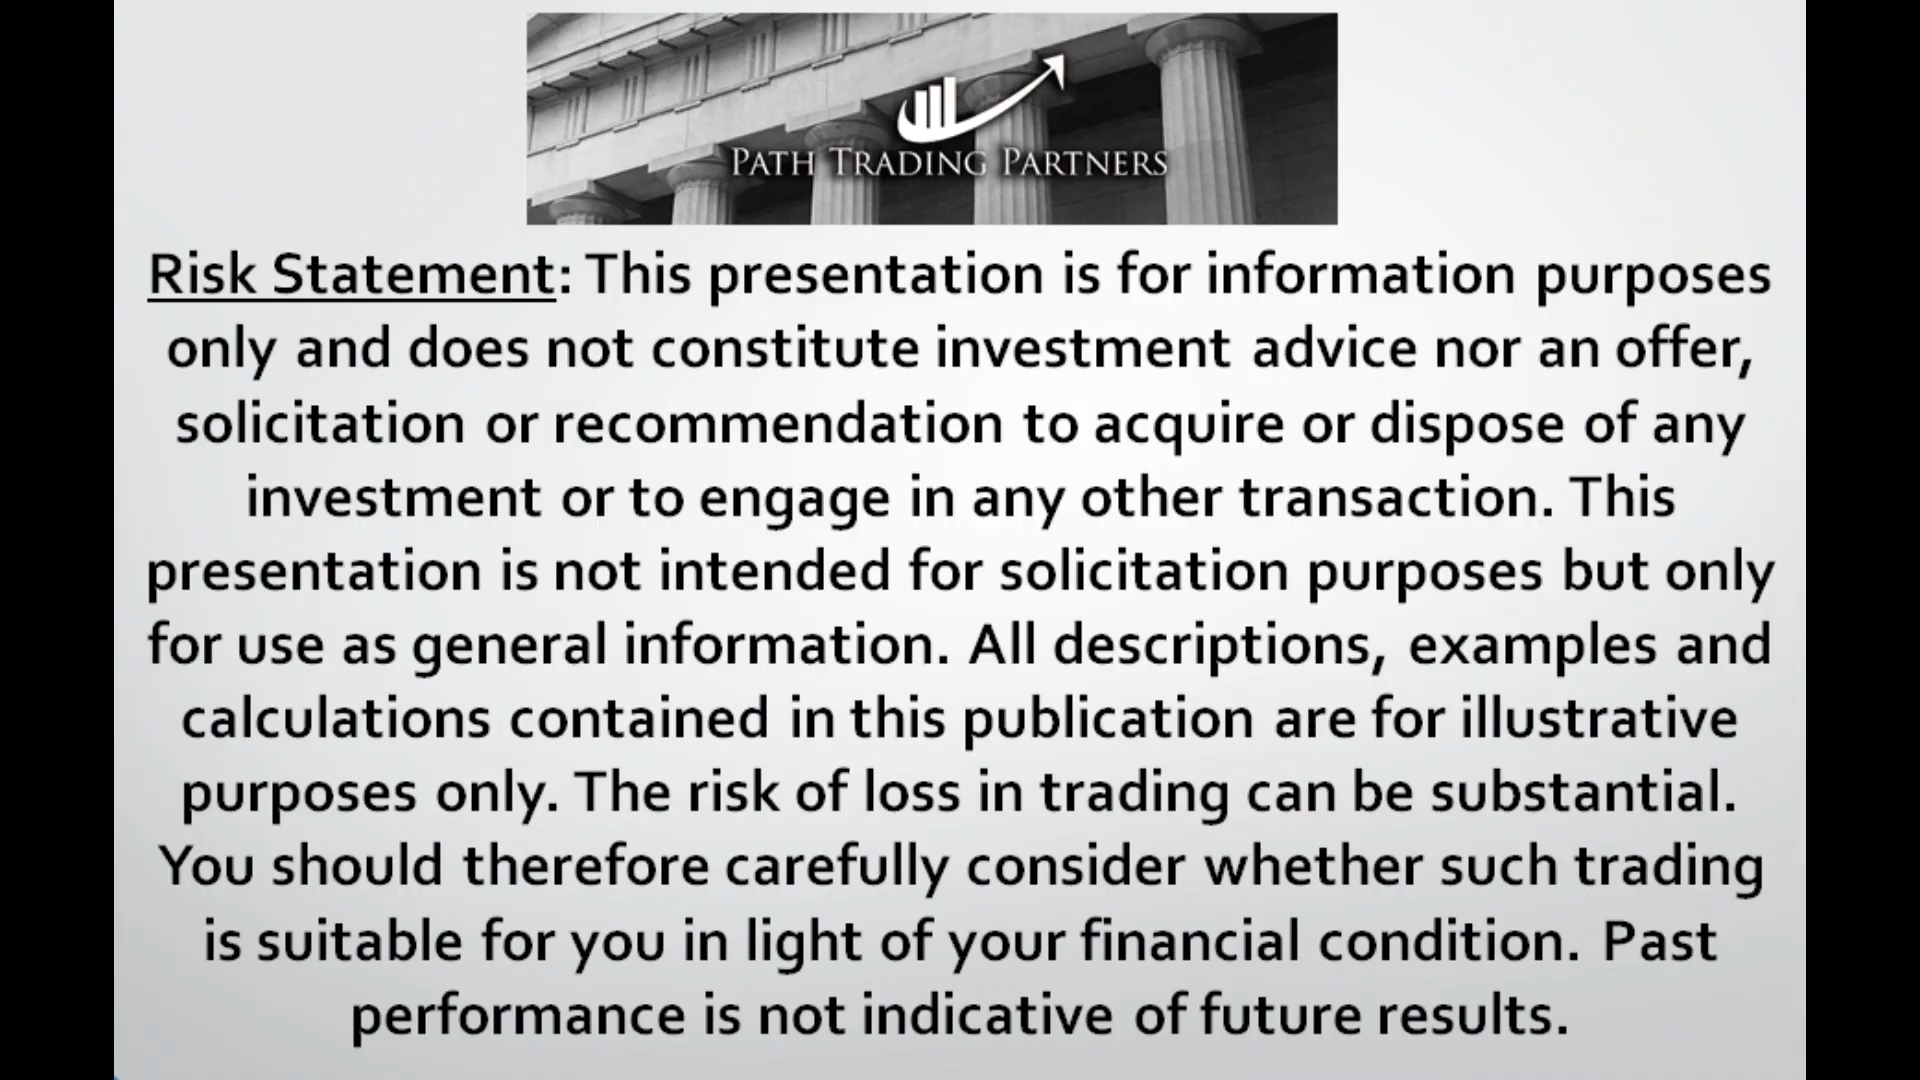 PATH TRADING PARTNERS
Risk Statement: This presentation is for information purposes
only and does not constitute investment advice nor an offer,
solicitation or recommendation to acquire or dispose of any
investment or to engage in any other transaction. This
presentation is not intended for solicitation purposes but only
for use as general information. All descriptions, examples and
calculations contained in this publication are for illustrative
purposes only. The risk of loss in trading can be substantial.
You should therefore carefully consider whether such trading
is suitable for you in light of your financial condition. Past
performance is not indicative of future results.